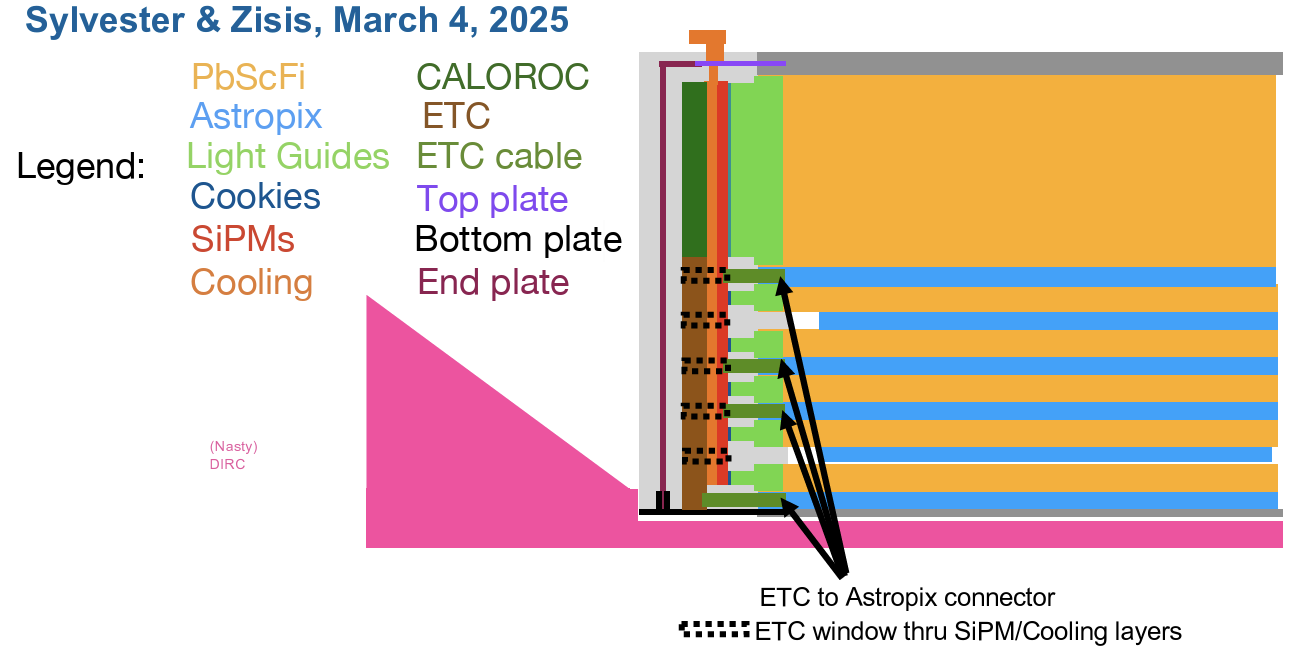 Sylvester & Zisis, March 4, 2025
Legend:
PbScFi
Astropix
Light Guides
Cookies
SiPMs
Cooling
CALOROC
ETC
ETC cable
Top plate
Bottom plate
End plate
(Nasty)
DIRC
ETC to Astropix connector
ETC window thru SiPM/Cooling layers